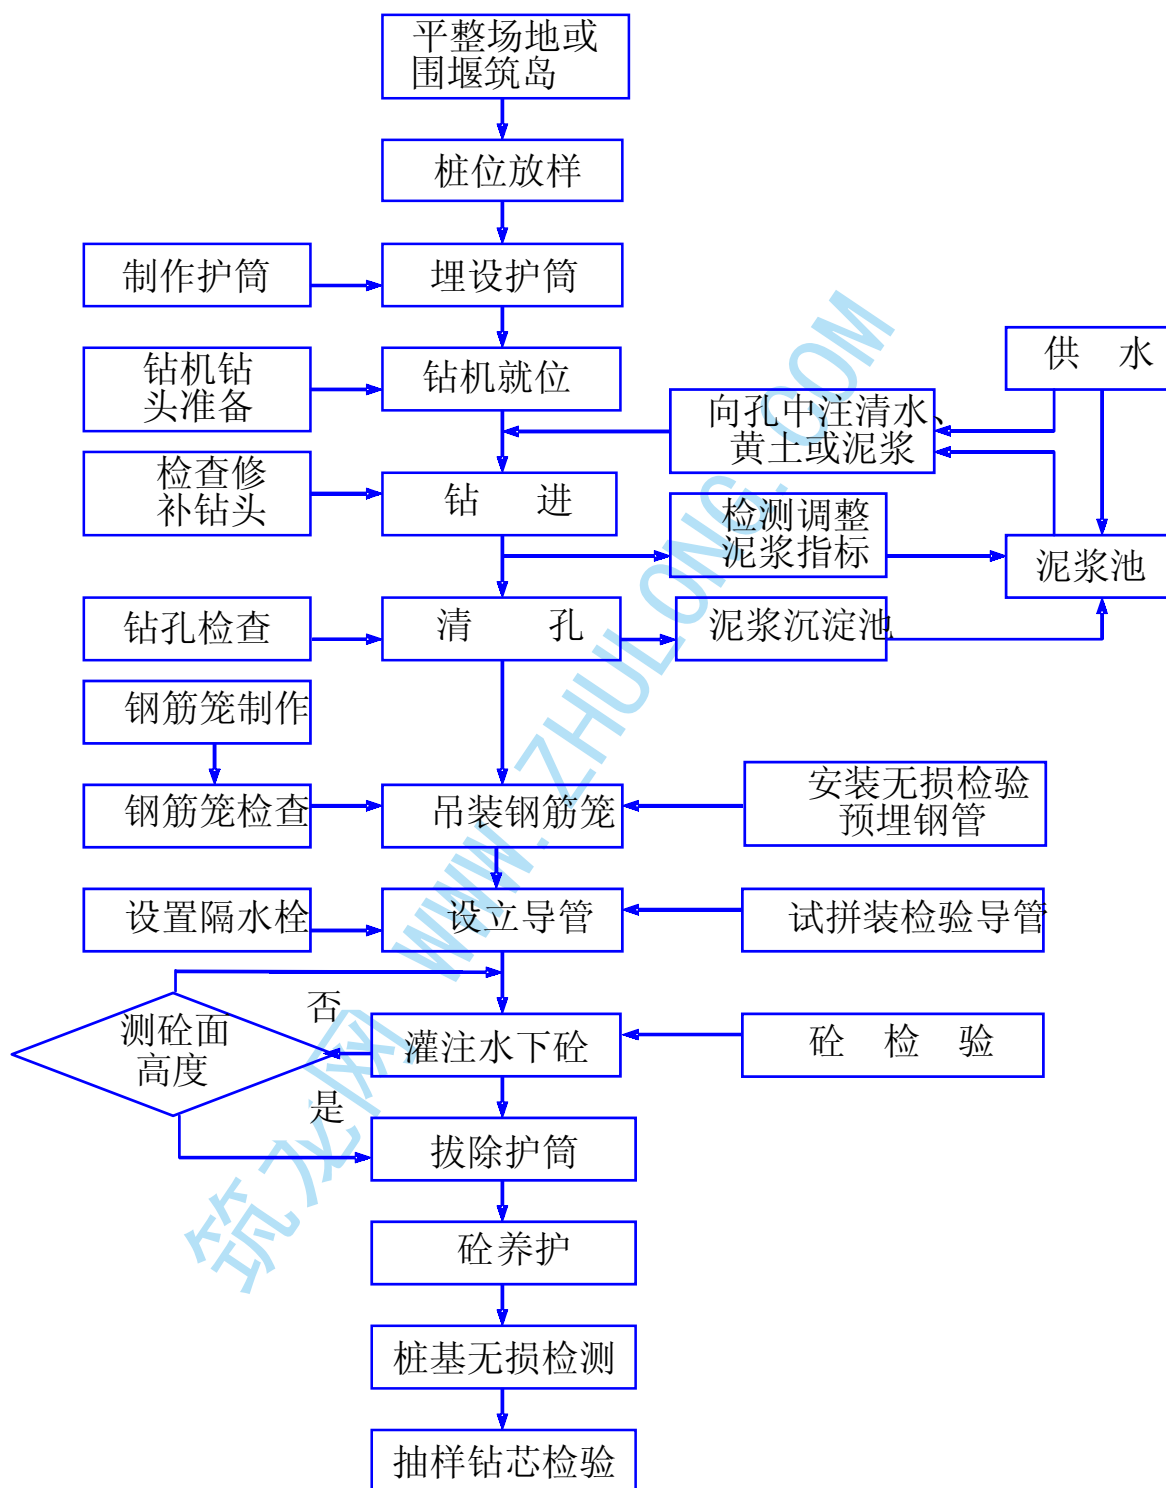 平整场地或
围堰筑岛
桩位放样
制作护筒
埋设护筒
钻机钻
头准备
钻机就位
供 水
向孔中注清水、
黄土或泥浆
检查修
补钻头
钻 进
检测调整
泥浆指标
泥浆池
钻孔检查
清 孔
泥浆沉淀池
钢筋笼制作
钢筋笼检查
吊装钢筋笼
安装无损检验
预埋钢管
设置隔水栓
设立导管
试拼装检验导管
否
测砼面
高度
灌注水下砼
砼 检 验
是
拔除护筒
砼养护
桩基无损检测
抽样钻芯检验
筑龙网 WWW.ZHULONG.COM